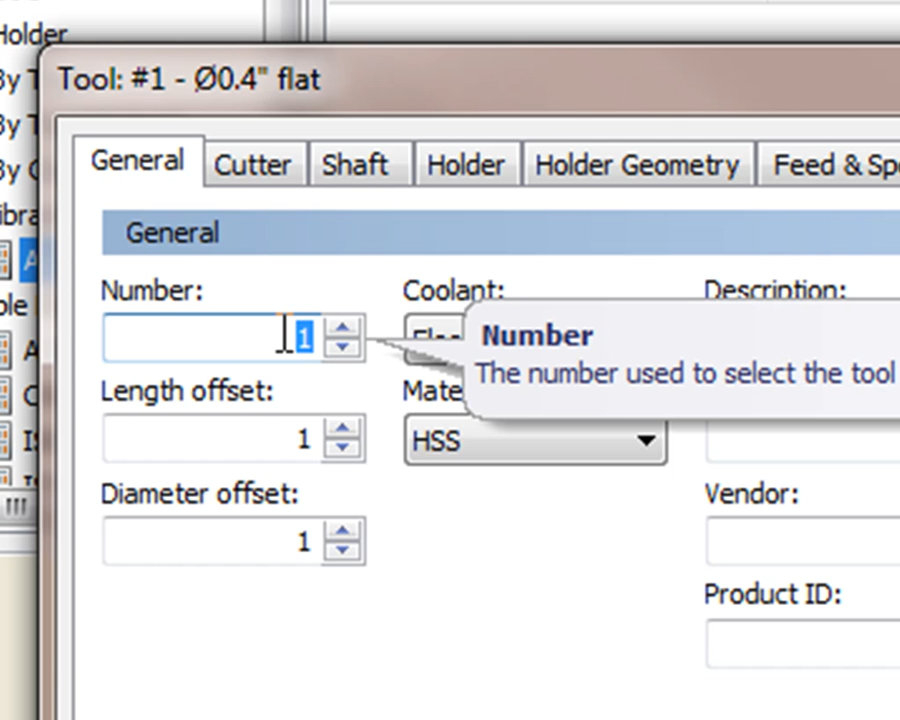 Holder
Tool: #1 - Ø0.4" flat
General Cutter Shaft Holder Holder Geometry Feed &
General
Number: Coolant: Description:
1
Number
The number used to select the tool
Length offset:
1 HSS
Diameter offset: Vendor:
1
Product ID: